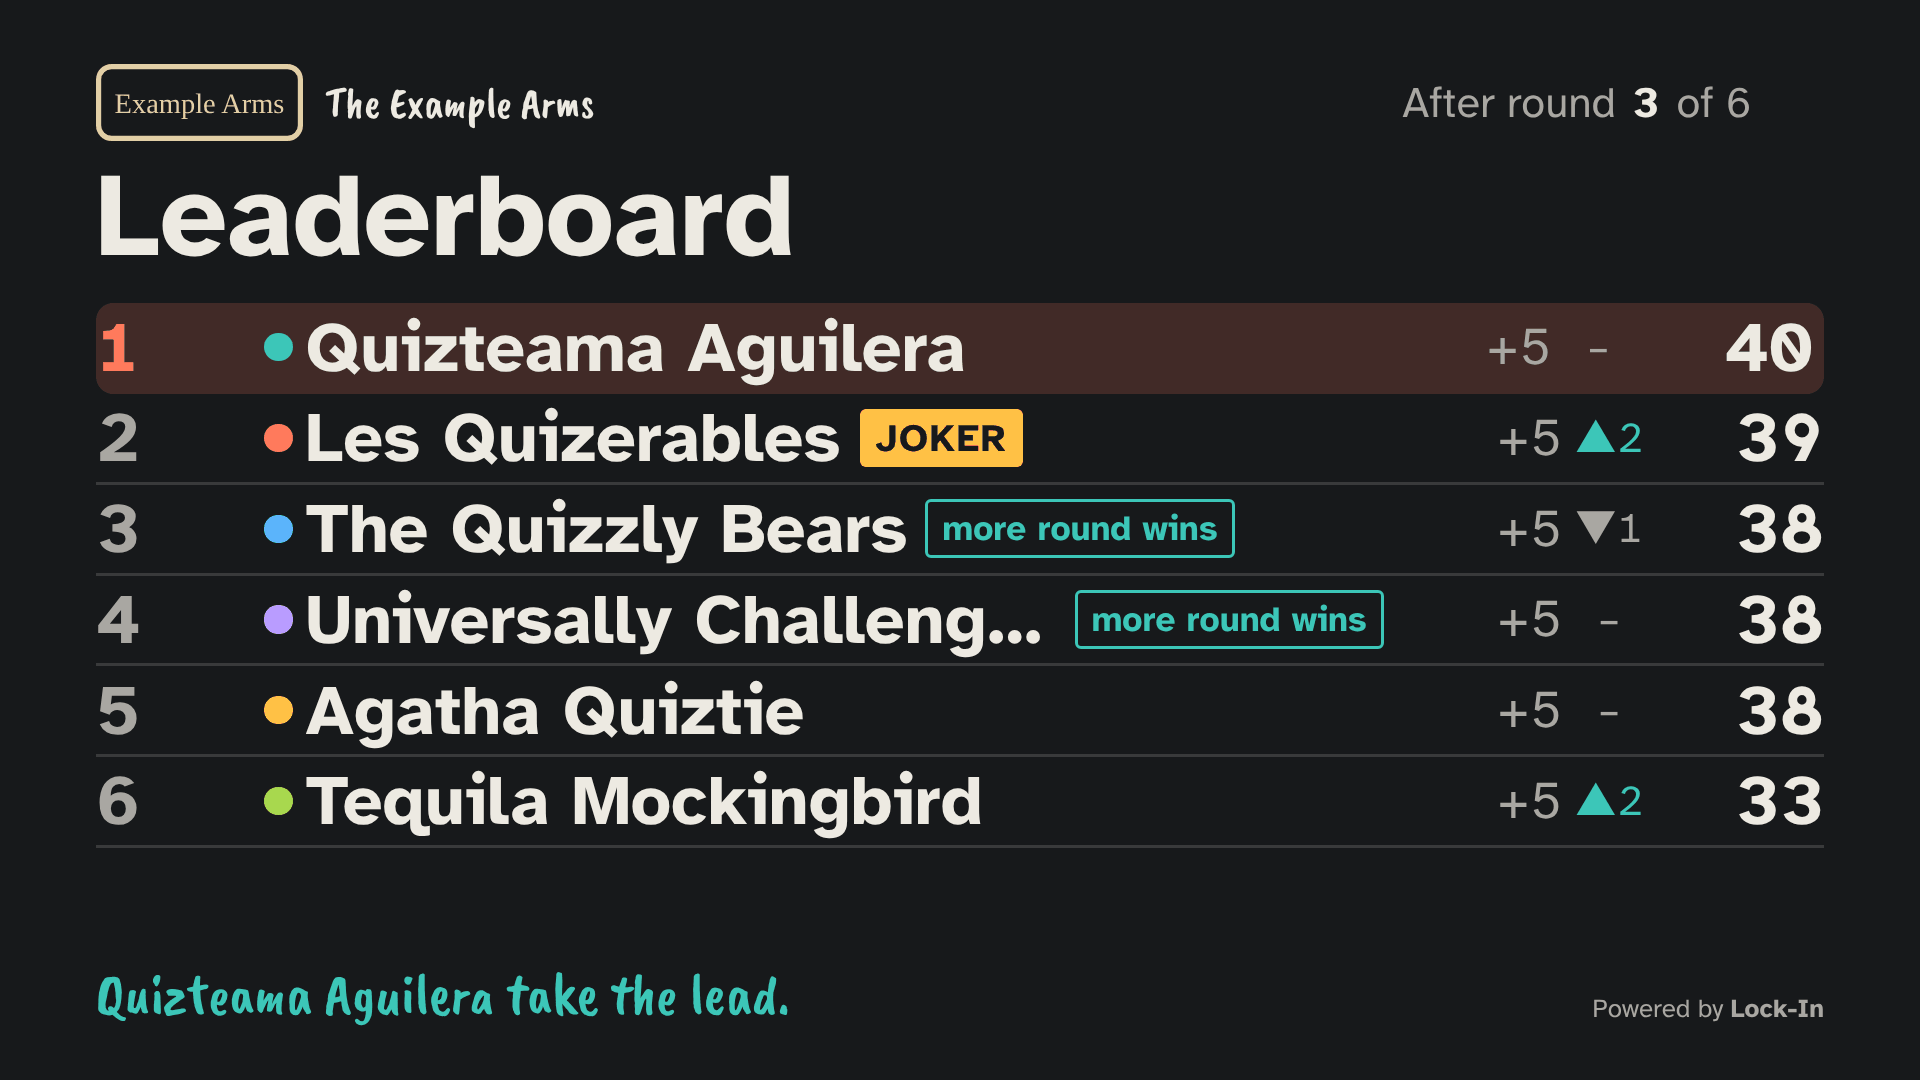 Example Arms The Example Arms After round 3 of 6
Leaderboard
1 Quizteama Aguilera +5 - 40
2 Les Quizerables JOKER +5 ▲2 39
3 The Quizzly Bears more round wins +5 ▼1 38
4 Universally Challeng... more round wins +5 - 38
5 Agatha Quiztie +5 - 38
6 Tequila Mockingbird +5 ▲2 33
Quizteama Aguilera take the lead.
Powered by Lock-In